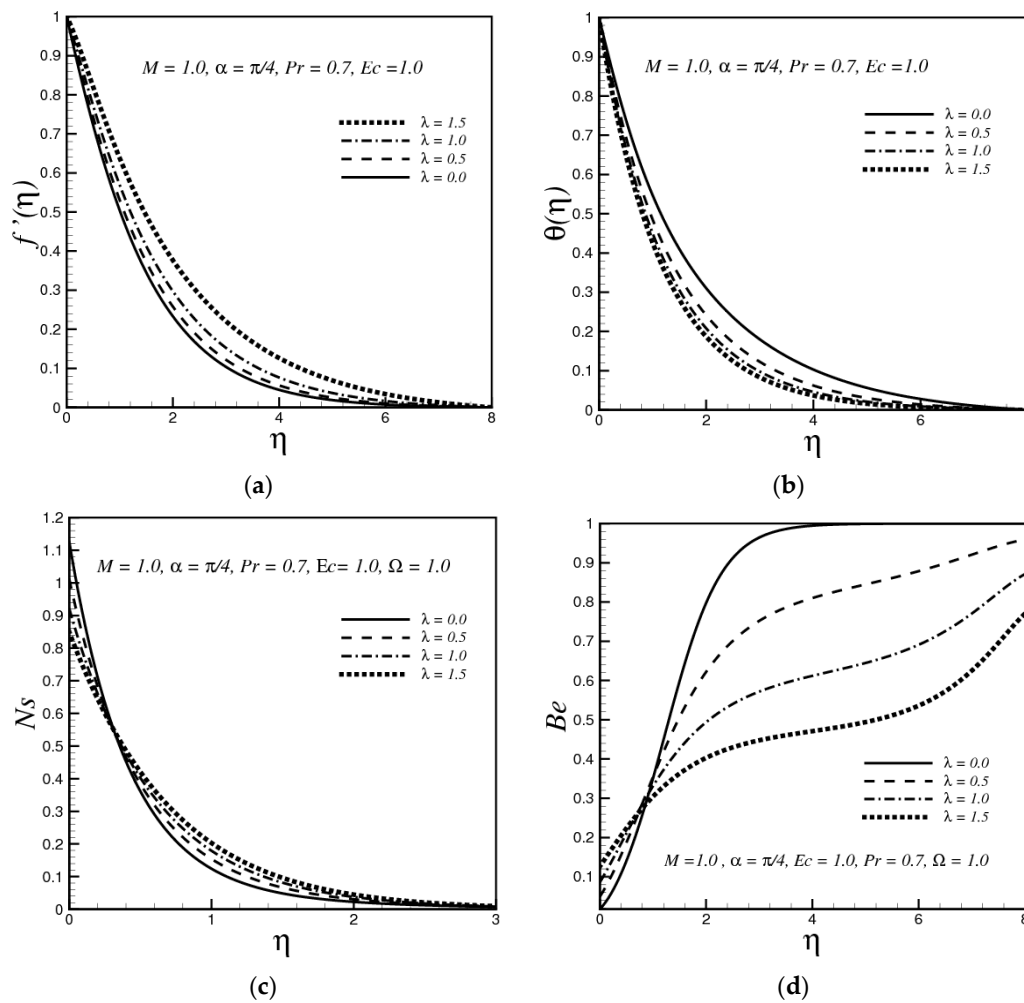 1
0.9
0.8
0.7
0.6
0.5
0.4
0.3
0.2
0.1
0
f '(η)
M = 1.0, α = π/4, Pr = 0.7, Ec =1.0
λ = 1.5
λ = 1.0
λ = 0.5
λ = 0.0
0 2 4 6 8
η
(a)
1
0.9
0.8
0.7
0.6
0.5
0.4
0.3
0.2
0.1
0
θ(η)
M = 1.0, α = π/4, Pr = 0.7, Ec =1.0
λ = 0.0
λ = 0.5
λ = 1.0
λ = 1.5
0 2 4 6
η
(b)
1.2
1.1
1
0.9
0.8
0.7
0.6
0.5
0.4
0.3
0.2
0.1
0
Ns
M = 1.0, α = π/4, Pr = 0.7, Ec= 1.0, Ω = 1.0
λ = 0.0
λ = 0.5
λ = 1.0
λ = 1.5
0 1 2 3
η
(c)
1
0.9
0.8
0.7
0.6
0.5
0.4
0.3
0.2
0.1
Be
λ = 0.0
λ = 0.5
λ = 1.0
λ = 1.5
M =1.0 , α = π/4, Ec = 1.0, Pr = 0.7, Ω = 1.0
0 2 4 6 8
η
(d)